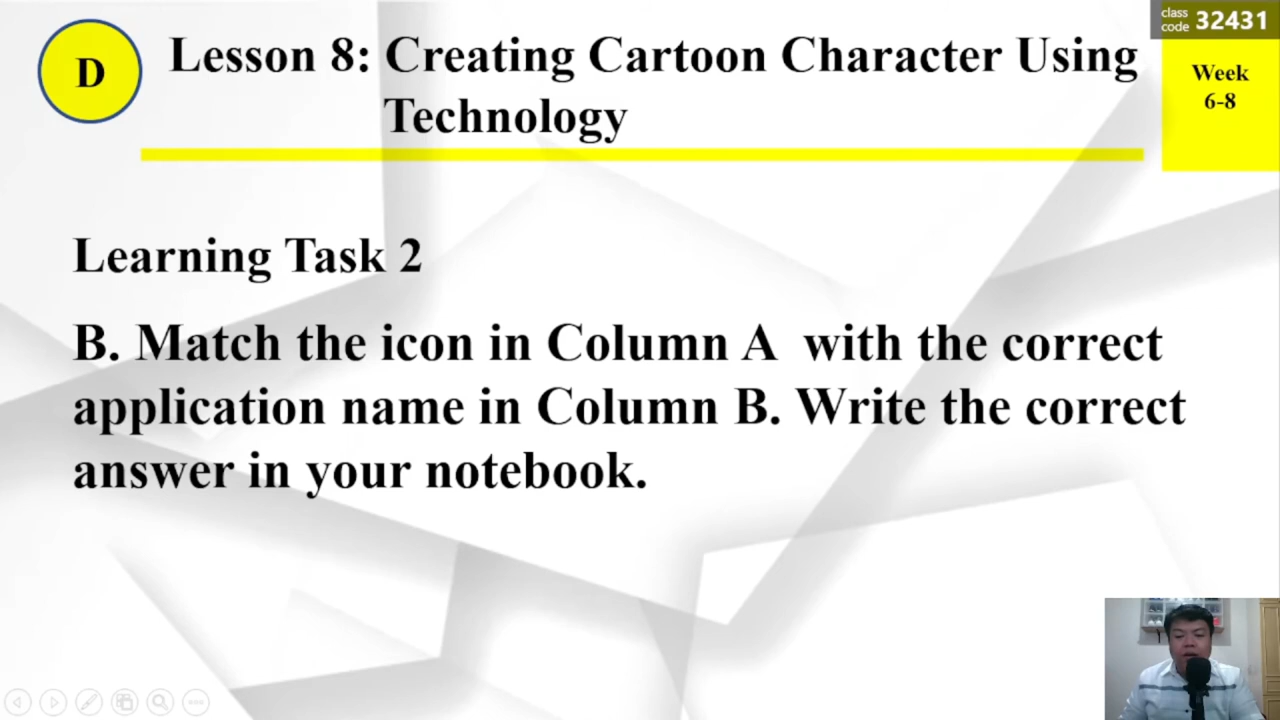 class code 32431
D
Lesson 8: Creating Cartoon Character Using
Technology
Week
6-8
Learning Task 2
B. Match the icon in Column A with the correct
application name in Column B. Write the correct
answer in your notebook.